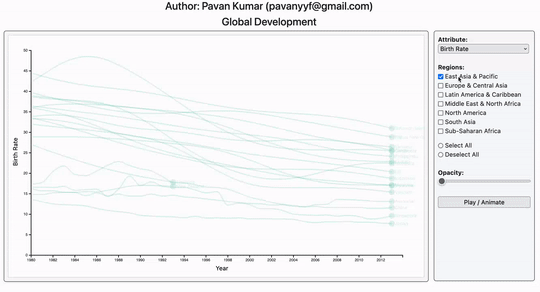 Author: Pavan Kumar (pavanyyf@gmail.com)
Global Development
Attribute:
Birth Rate
Regions:
East Asia & Pacific
Europe & Central Asia
Latin America & Caribbean
Middle East & North Africa
North America
South Asia
Sub-Saharan Africa
Select All
Deselect All
Opacity:
Play / Animate
50
45
40
35
30
25
20
15
10
5
0
Birth Rate
1980 1982 1984 1986 1988 1990 1992 1994 1996 1998 2000 2002 2004 2006 2008 2010 2012
Year